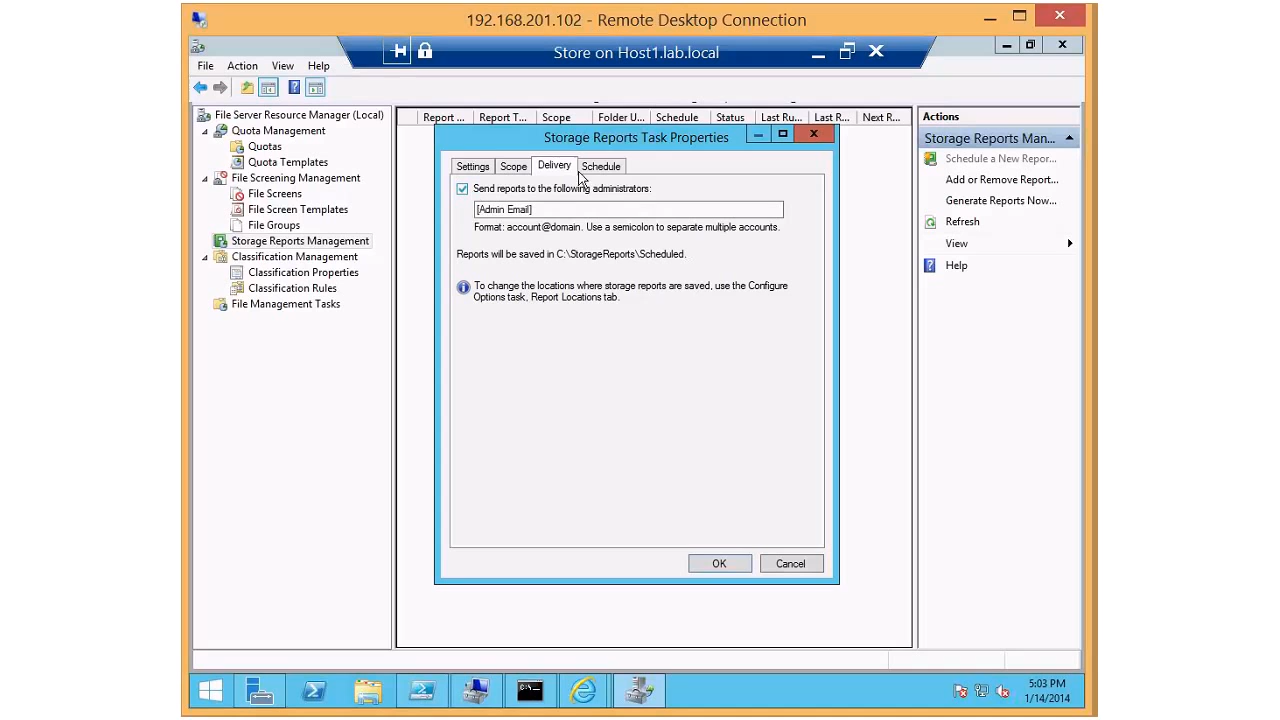 192.168.201.102 - Remote Desktop Connection
Store on Host1.lab.local
File Action View Help
File Server Resource Manager (Local)
Quota Management
Quotas
Quota Templates
File Screening Management
File Screens
File Screen Templates
File Groups
Storage Reports Management
Classification Management
Classification Properties
Classification Rules
File Management Tasks
Report ... Report T... Scope Folder U... Schedule Status Last Ru... Last R... Next R...
Storage Reports Task Properties
Settings Scope Delivery Schedule
Send reports to the following administrators:
[Admin Email]
Format: account@domain. Use a semicolon to separate multiple accounts.
Reports will be saved in C:\StorageReports\Scheduled.
To change the locations where storage reports are saved, use the Configure
Options task, Report Locations tab.
OK Cancel
Actions
Storage Reports Man...
Schedule a New Repor...
Add or Remove Report...
Generate Reports Now...
Refresh
View
Help
5:03 PM
1/14/2014